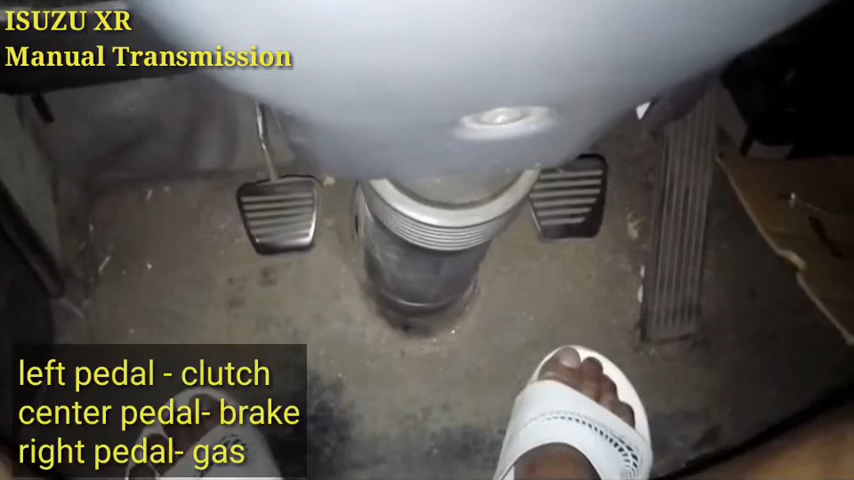 ISUZU XR
Manual Transmission
left pedal - clutch
center pedal- brake
right pedal- gas